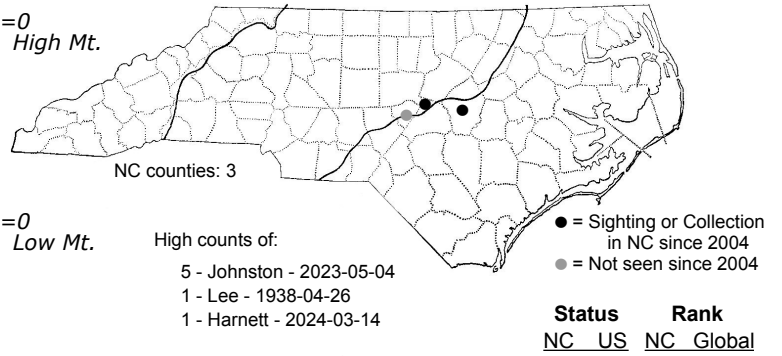 =0
High Mt.
NC counties: 3
=0
Low Mt.
High counts of:
5 - Johnston - 2023-05-04
1 - Lee - 1938-04-26
1 - Harnett - 2024-03-14
● = Sighting or Collection
in NC since 2004
● = Not seen since 2004
Status Rank
NC US NC Global